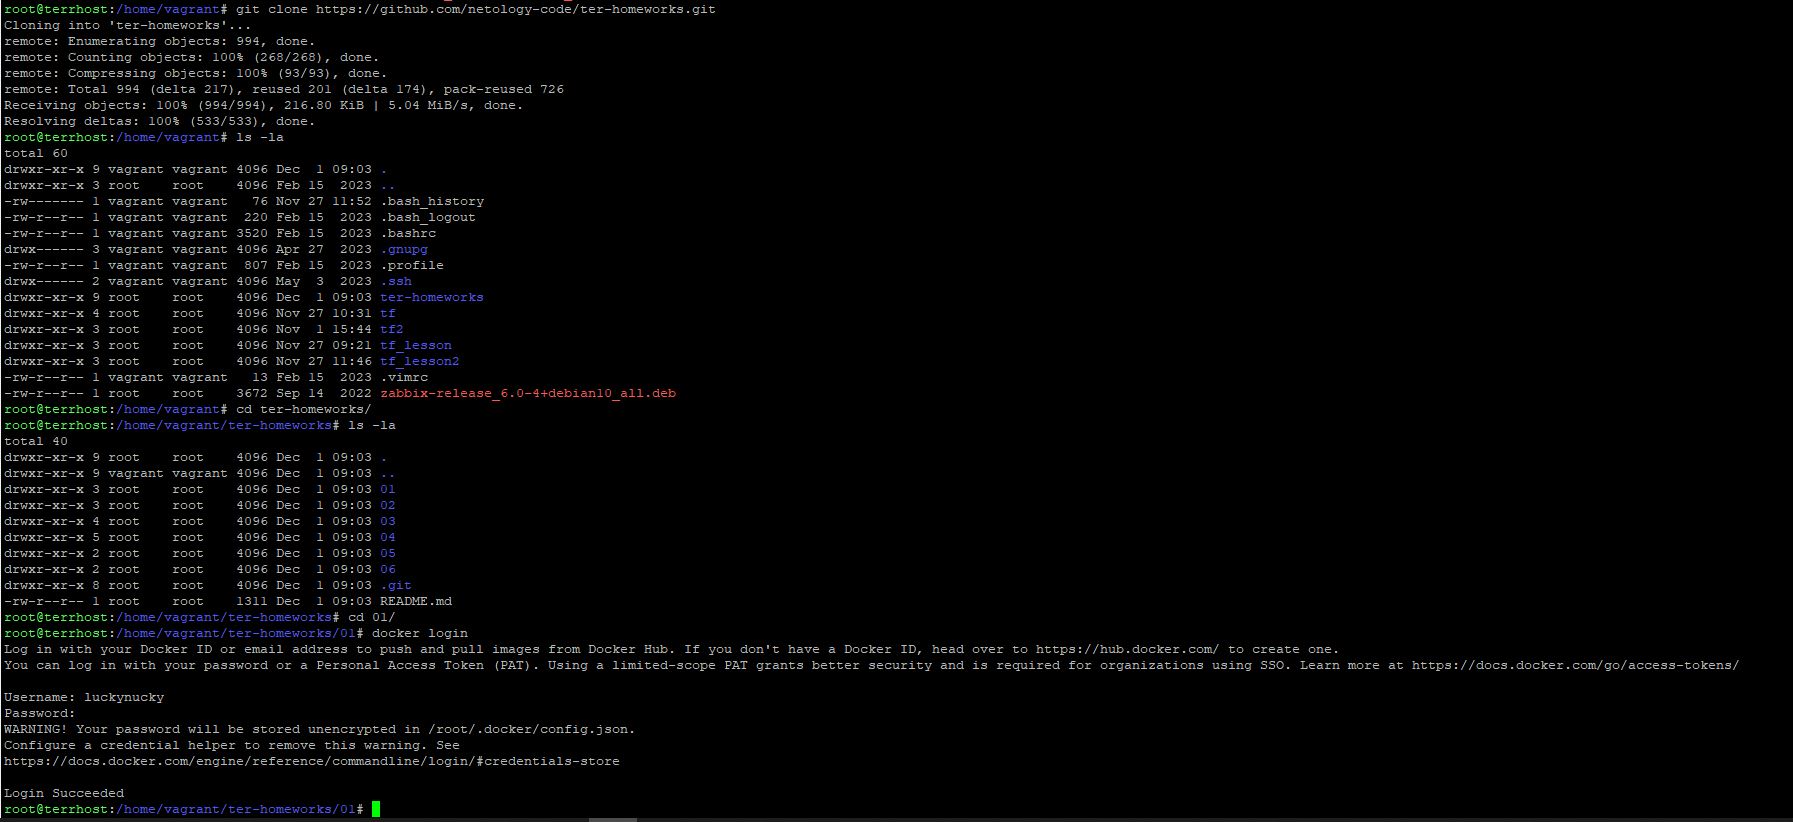 root@terrhost:/home/vagrant# git clone https://github.com/netology-code/ter-homeworks.git
Cloning into 'ter-homeworks'...
remote: Enumerating objects: 994, done.
remote: Counting objects: 100% (268/268), done.
remote: Compressing objects: 100% (93/93), done.
remote: Total 994 (delta 217), reused 201 (delta 174), pack-reused 726
Receiving objects: 100% (994/994), 216.80 KiB | 5.04 MiB/s, done.
Resolving deltas: 100% (533/533), done.
root@terrhost:/home/vagrant# ls -la
total 60
drwxr-xr-x 9 vagrant vagrant 4096 Dec  1 09:03 .
drwxr-xr-x 3 root    root    4096 Feb 15  2023 ..
-rw------- 1 vagrant vagrant   76 Nov 27 11:52 .bash_history
-rw-r--r-- 1 vagrant vagrant  220 Feb 15  2023 .bash_logout
-rw-r--r-- 1 vagrant vagrant 3520 Feb 15  2023 .bashrc
drwx------ 3 vagrant vagrant 4096 Apr 27  2023 .gnupg
-rw-r--r-- 1 vagrant vagrant  807 Feb 15  2023 .profile
drwx------ 2 vagrant vagrant 4096 May  3  2023 .ssh
drwxr-xr-x 9 root    root    4096 Dec  1 09:03 ter-homeworks
drwxr-xr-x 4 root    root    4096 Nov 27 10:31 tf
drwxr-xr-x 3 root    root    4096 Nov  1 15:44 tf2
drwxr-xr-x 3 root    root    4096 Nov 27 09:21 tf_lesson
drwxr-xr-x 3 root    root    4096 Nov 27 11:46 tf_lesson2
-rw-r--r-- 1 vagrant vagrant   13 Feb 15  2023 .vimrc
-rw-r--r-- 1 root    root    3672 Sep 14  2022 zabbix-release_6.0-4+debian10_all.deb
root@terrhost:/home/vagrant# cd ter-homeworks/
root@terrhost:/home/vagrant/ter-homeworks# ls -la
total 40
drwxr-xr-x 9 root    root    4096 Dec  1 09:03 .
drwxr-xr-x 9 vagrant vagrant 4096 Dec  1 09:03 ..
drwxr-xr-x 3 root    root    4096 Dec  1 09:03 01
drwxr-xr-x 3 root    root    4096 Dec  1 09:03 02
drwxr-xr-x 4 root    root    4096 Dec  1 09:03 03
drwxr-xr-x 5 root    root    4096 Dec  1 09:03 04
drwxr-xr-x 2 root    root    4096 Dec  1 09:03 05
drwxr-xr-x 2 root    root    4096 Dec  1 09:03 06
drwxr-xr-x 8 root    root    4096 Dec  1 09:03 .git
-rw-r--r-- 1 root    root    1311 Dec  1 09:03 README.md
root@terrhost:/home/vagrant/ter-homeworks# cd 01/
root@terrhost:/home/vagrant/ter-homeworks/01# docker login
Log in with your Docker ID or email address to push and pull images from Docker Hub. If you don't have a Docker ID, head over to https://hub.docker.com/ to create one.
You can log in with your password or a Personal Access Token (PAT). Using a limited-scope PAT grants better security and is required for organizations using SSO. Learn more at https://docs.docker.com/go/access-tokens/
Username: luckynucky
Password:
WARNING! Your password will be stored unencrypted in /root/.docker/config.json.
Configure a credential helper to remove this warning. See
https://docs.docker.com/engine/reference/commandline/login/#credentials-store
Login Succeeded
root@terrhost:/home/vagrant/ter-homeworks/01#